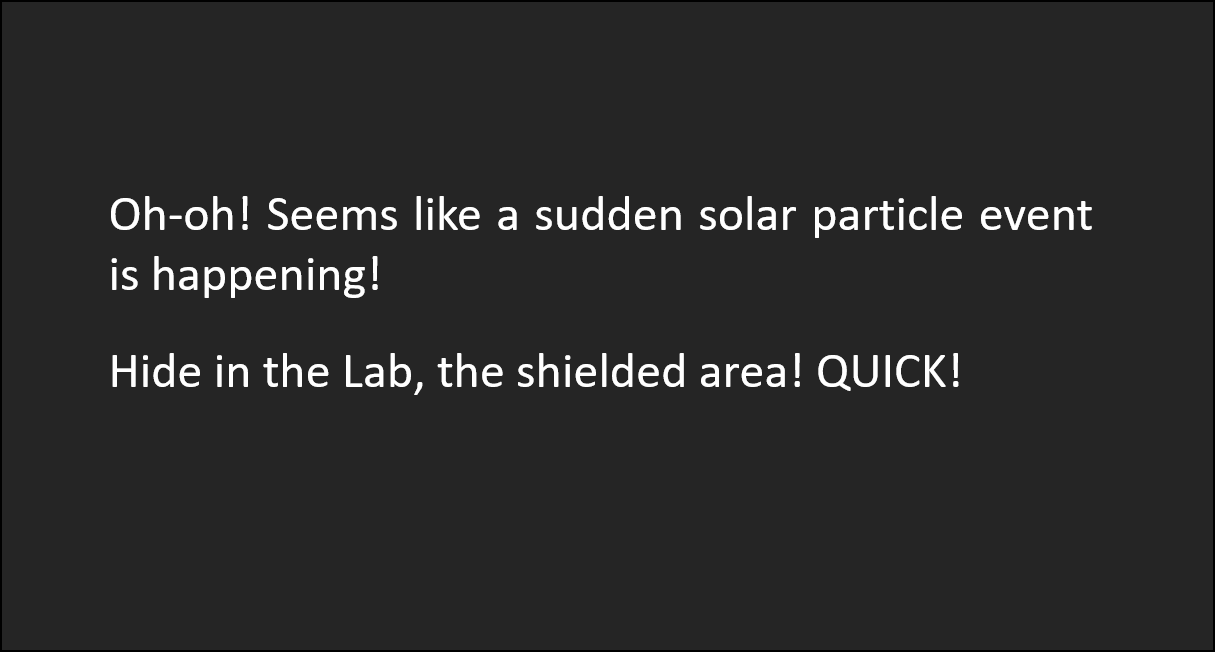 Oh-oh! Seems like a sudden solar particle event
is happening!
Hide in the Lab, the shielded area! QUICK!